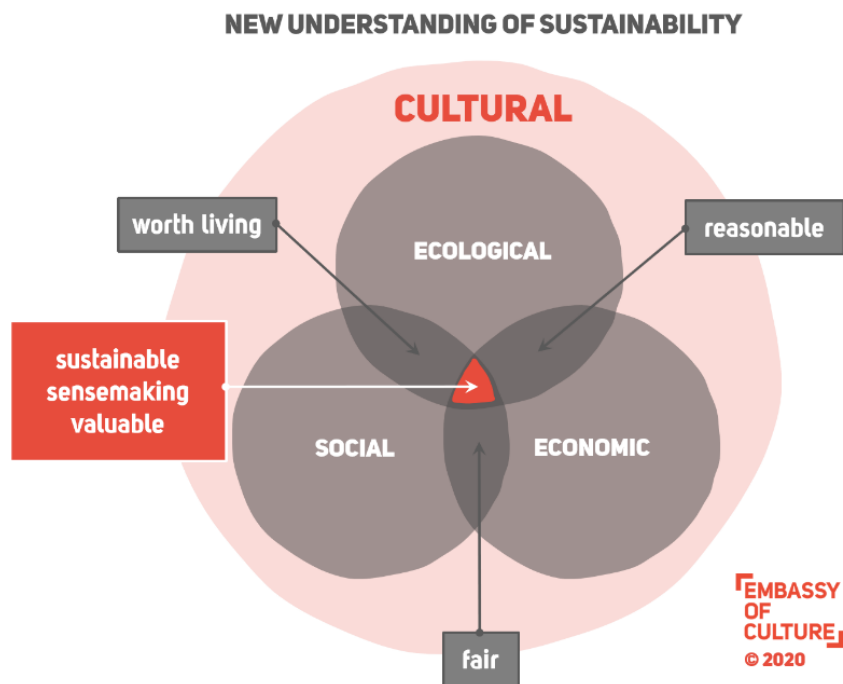 NEW UNDERSTANDING OF SUSTAINABILITY
CULTURAL
worth living
reasonable
ECOLOGICAL
sustainable
sensemaking
valuable
SOCIAL
ECONOMIC
fair
EMBASSY
OF
CULTURE
© 2020